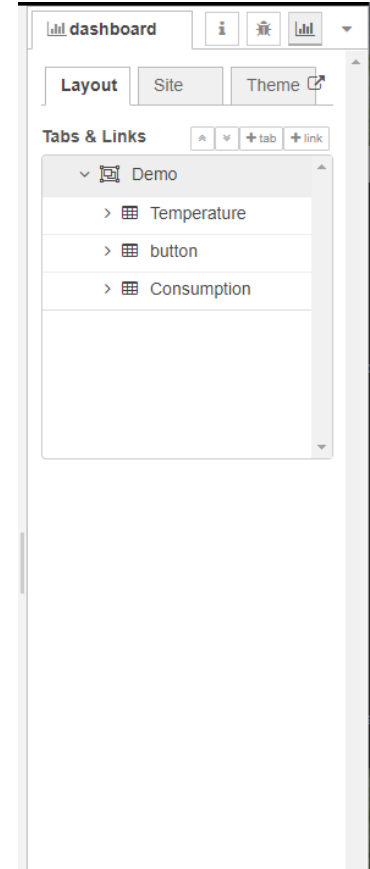 dashboard i
Layout Site Theme
Tabs & Links +tab +link
Demo
Temperature
button
Consumption